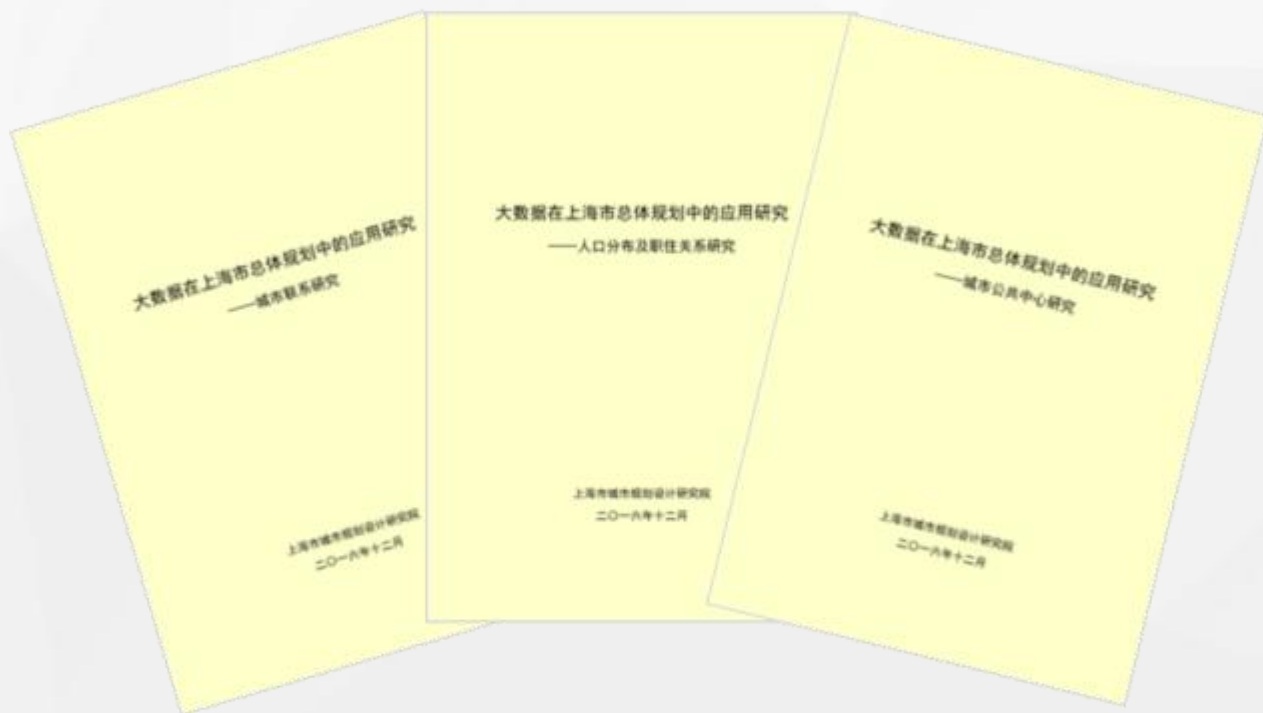 大数据在上海市总体规划中的应用研究
——城市联系研究
上海市城市规划设计研究院
二〇一六年十二月
大数据在上海市总体规划中的应用研究
——人口分布及职住关系研究
上海市城市规划设计研究院
二〇一六年十二月
大数据在上海市总体规划中的应用研究
——城市公共中心研究
上海市城市规划设计研究院
二〇一六年十二月